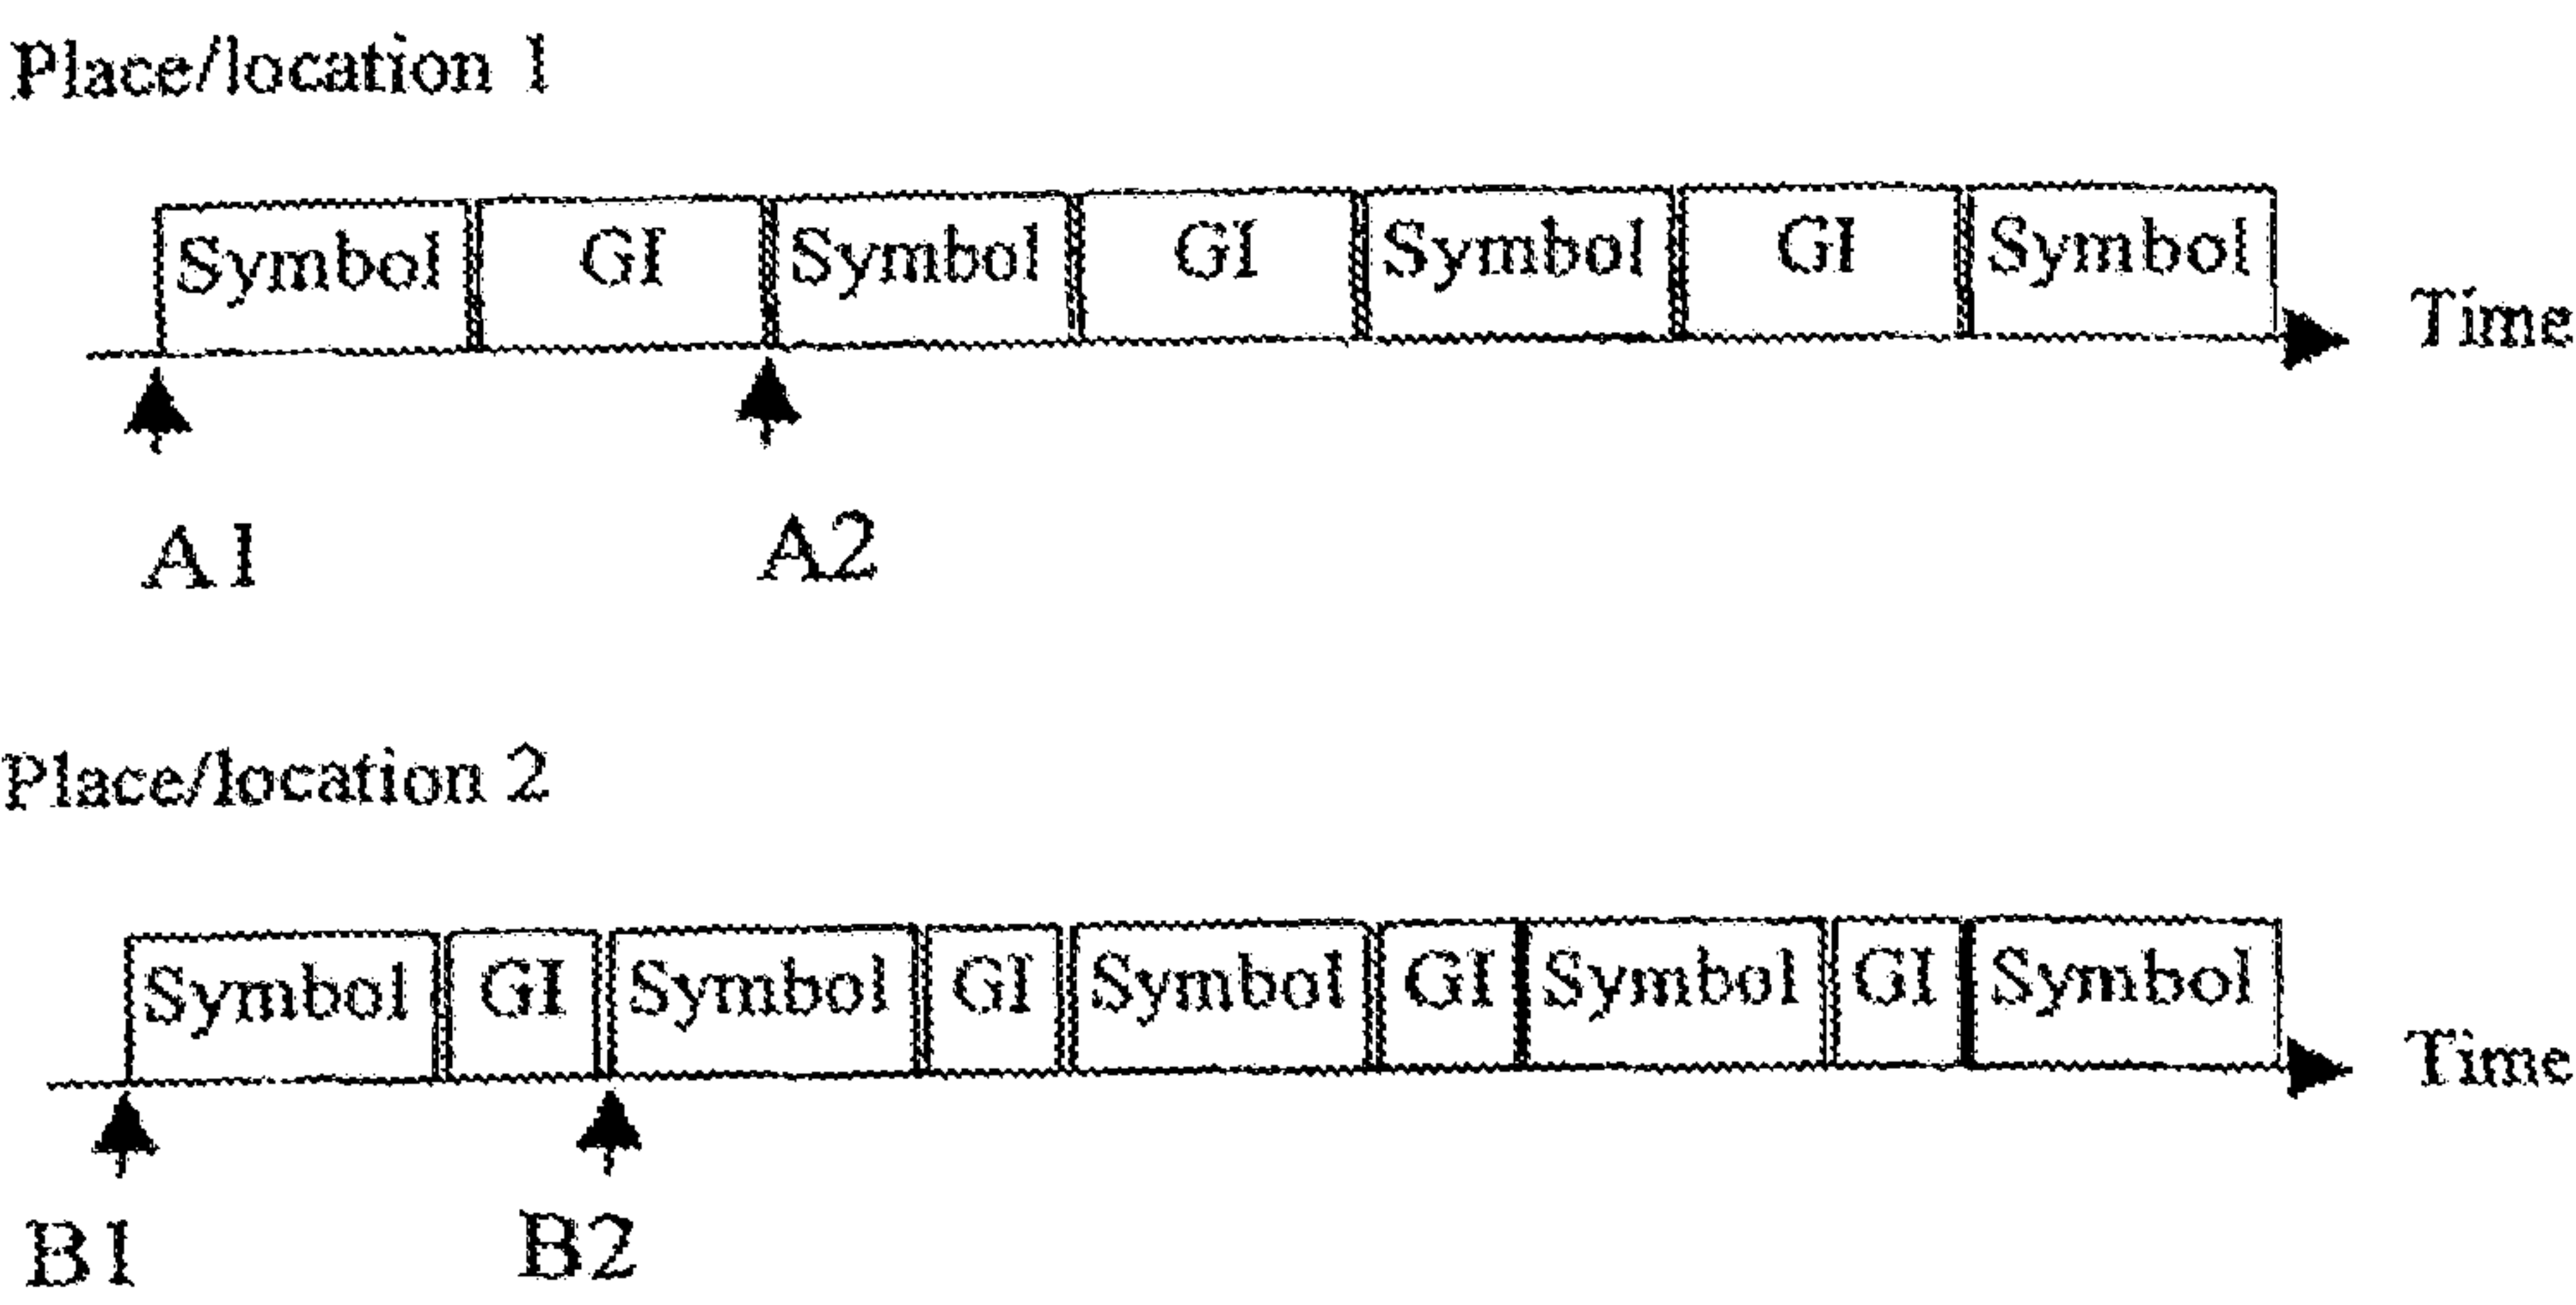 Place/location 1
Symbol GI Symbol GI Symbol GI Symbol
Time
A1 A2
Place/location 2
Symbol GI Symbol GI Symbol GI Symbol GI Symbol
Time
B1 B2